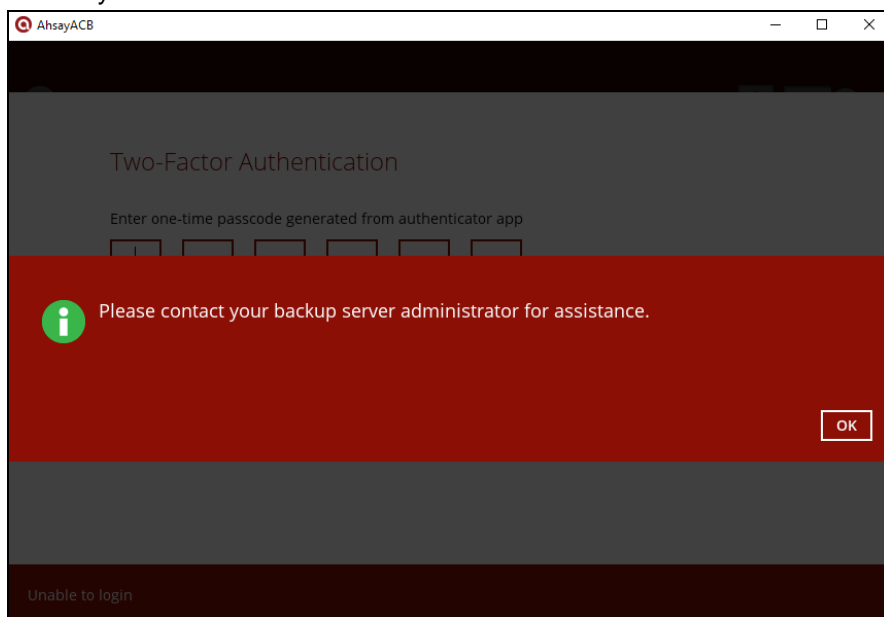 AhsayACB
Two-Factor Authentication
Enter one-time passcode generated from authenticator app
Please contact your backup server administrator for assistance.
OK
Unable to login